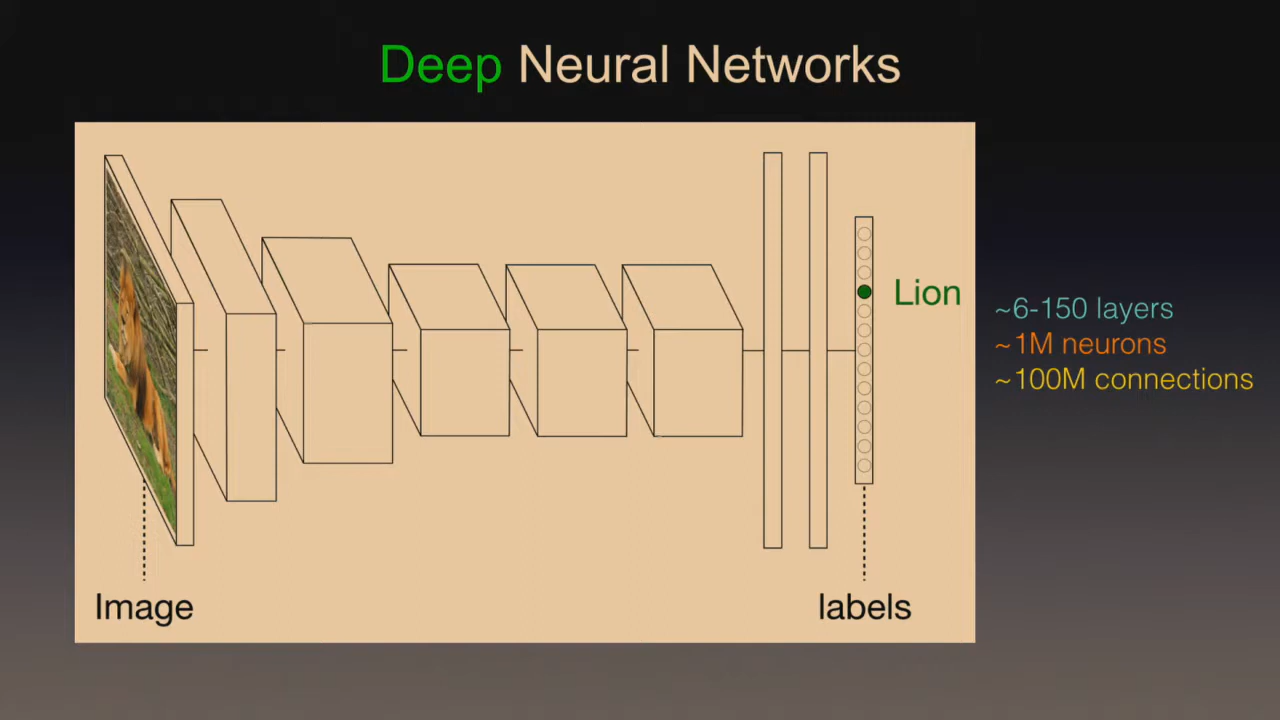 Deep Neural Networks
Lion
~6-150 layers
~1M neurons
~100M connections
Image
labels